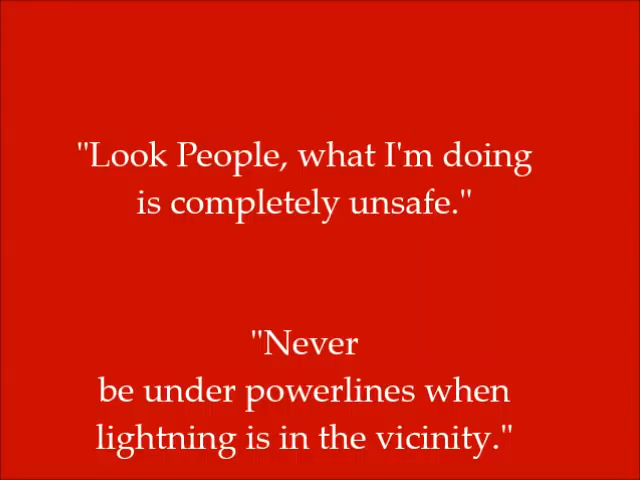 "Look People, what I'm doing
is completely unsafe."
"Never
be under powerlines when
lightning is in the vicinity."